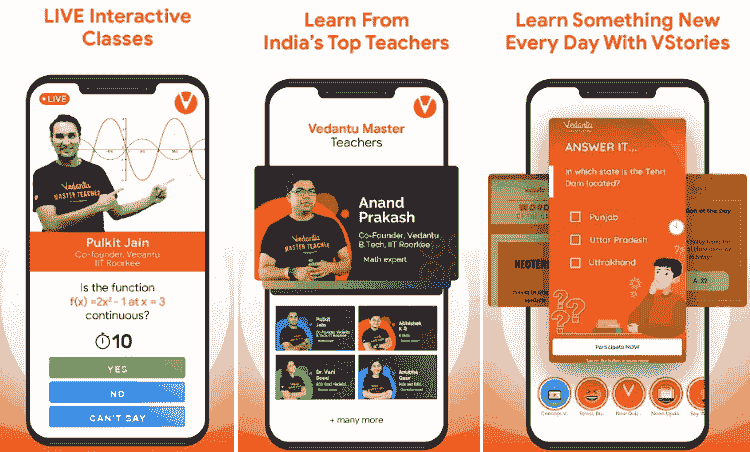 LIVE Interactive
Classes
LIVE
Vedantu
MASTER TEACHER
Pulkit Jain
Co-founder, Vedantu
IIT Roorkee
Is the function
f(x) =2x² - 1 at x = 3
continuous?
10
YES
NO
CAN'T SAY
Learn From
India's Top Teachers
Vedantu Master
Teachers
Vedantu
MASTER TEACHER
Anand
Prakash
Co-Founder, Vedantu
B.Tech, IIT Roorkee
Math expert
Pulkit
Jain
Abhishek
Dr. Vani
Sood
Anubha
Gaur
+ many more
Learn Something New
Every Day With VStories
Vedantu
ANSWER IT...
In which state is the Tehri
Dam located?
Punjab
Uttar Pradesh
Uttrakhand
Participate NOW